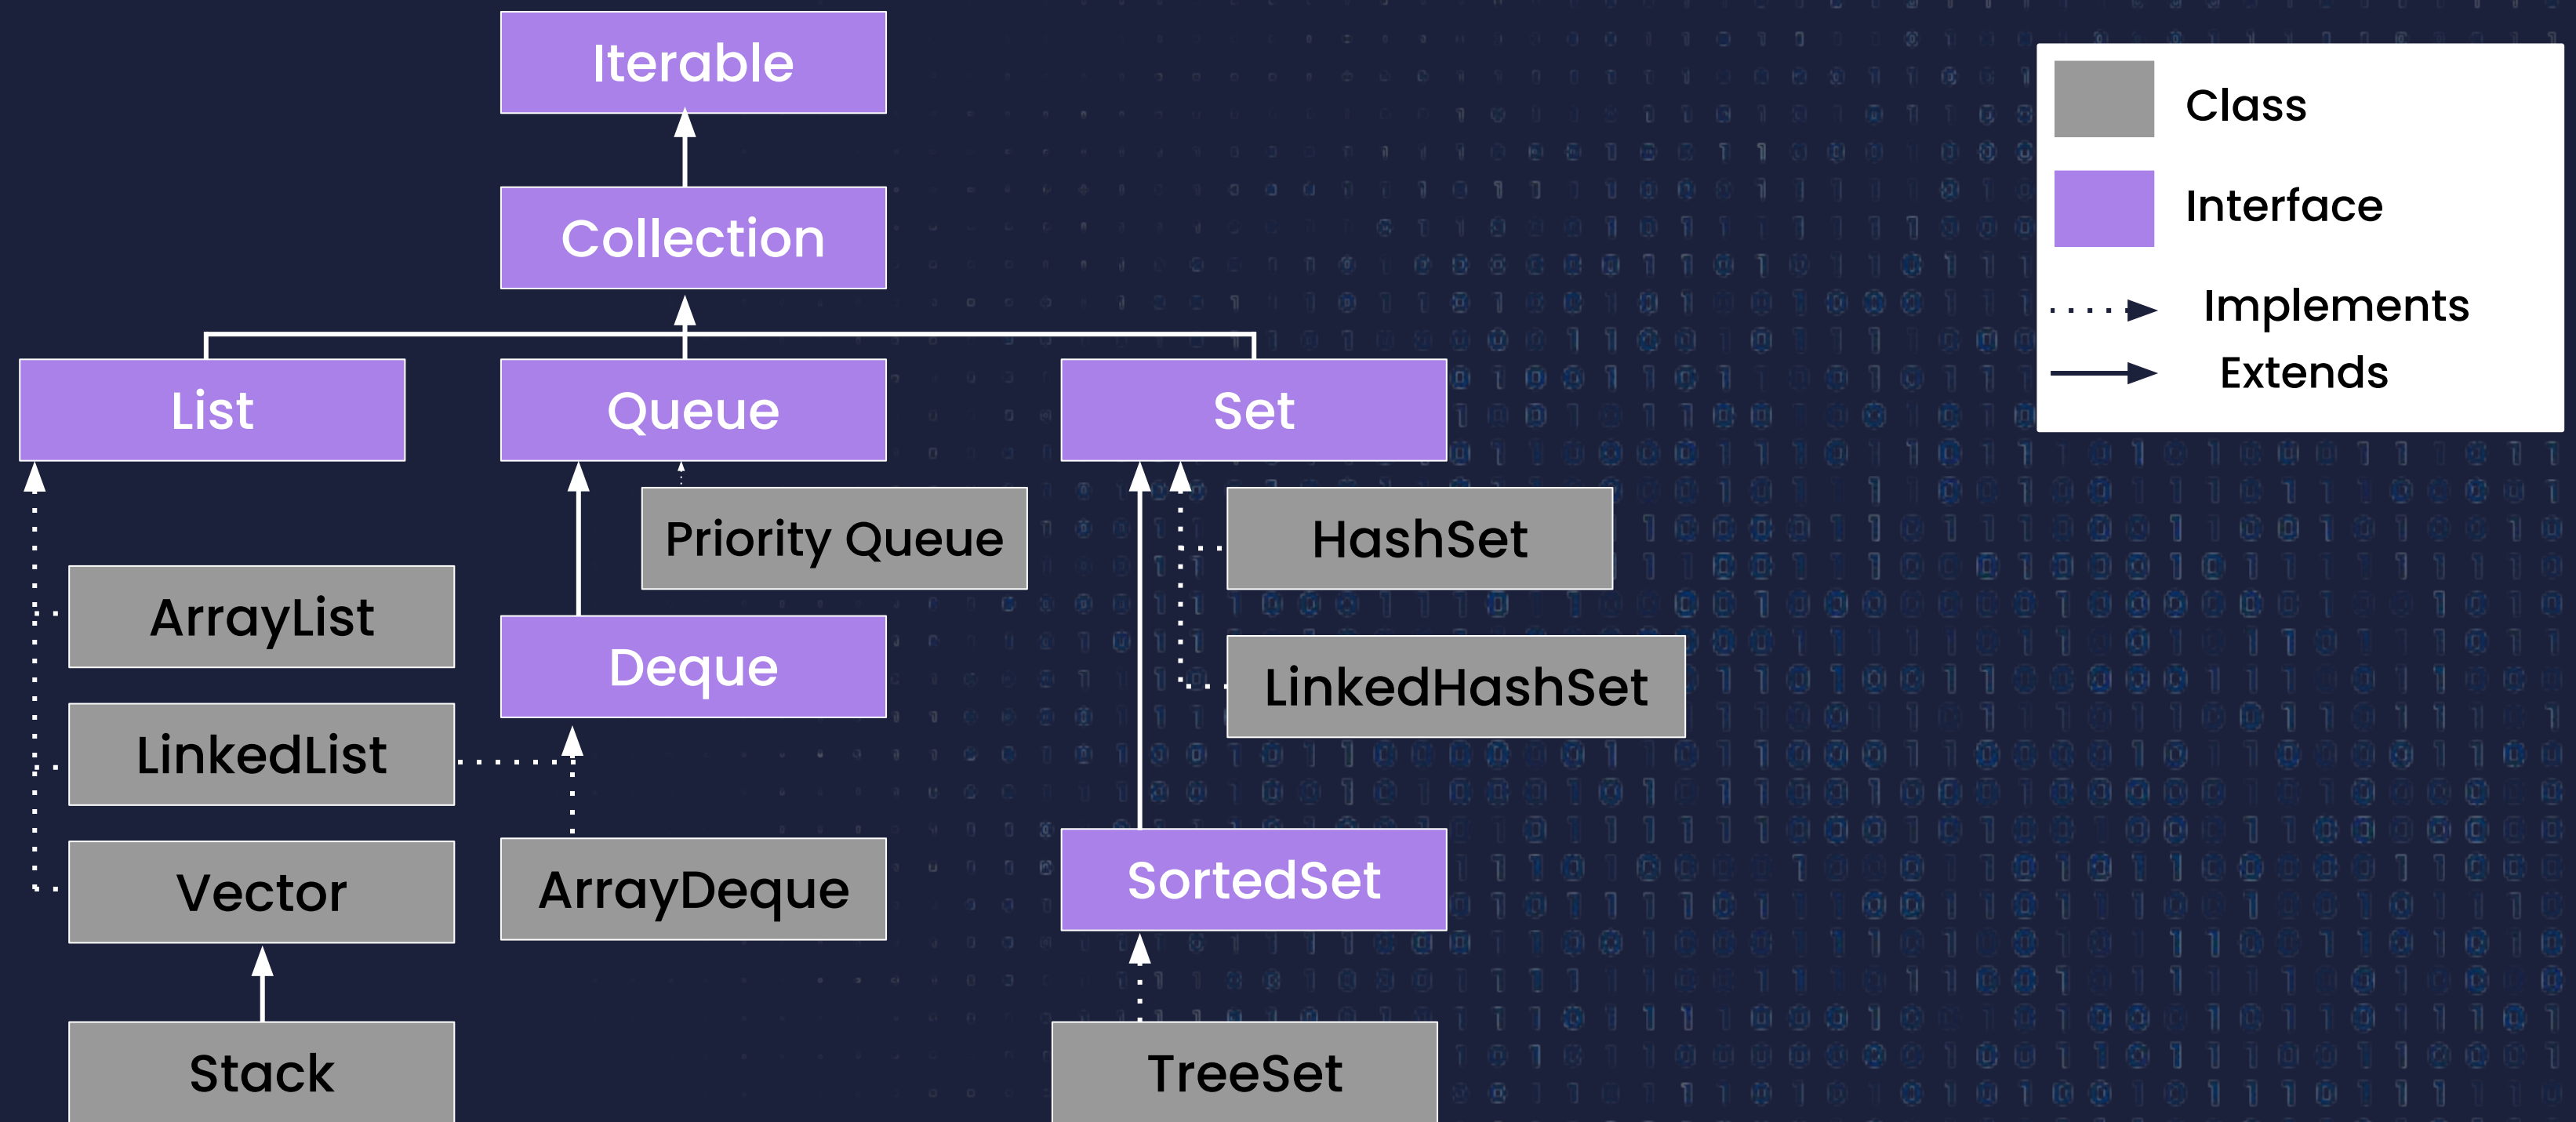 Iterable
Collection
List
Queue
Set
Priority Queue
HashSet
ArrayList
Deque
LinkedHashSet
LinkedList
Vector
ArrayDeque
SortedSet
Stack
TreeSet
Class
Interface
Implements
Extends